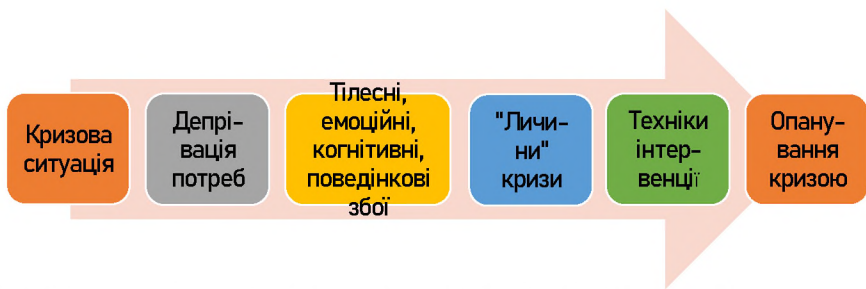 Кризова
ситуація
Депрі-
вація
потреб
Тілесні,
емоційні,
когнітивні,
поведінкові
збої
"Личи-
ни"
кризи
Техніки
інтер-
венції
Опану-
вання
кризою